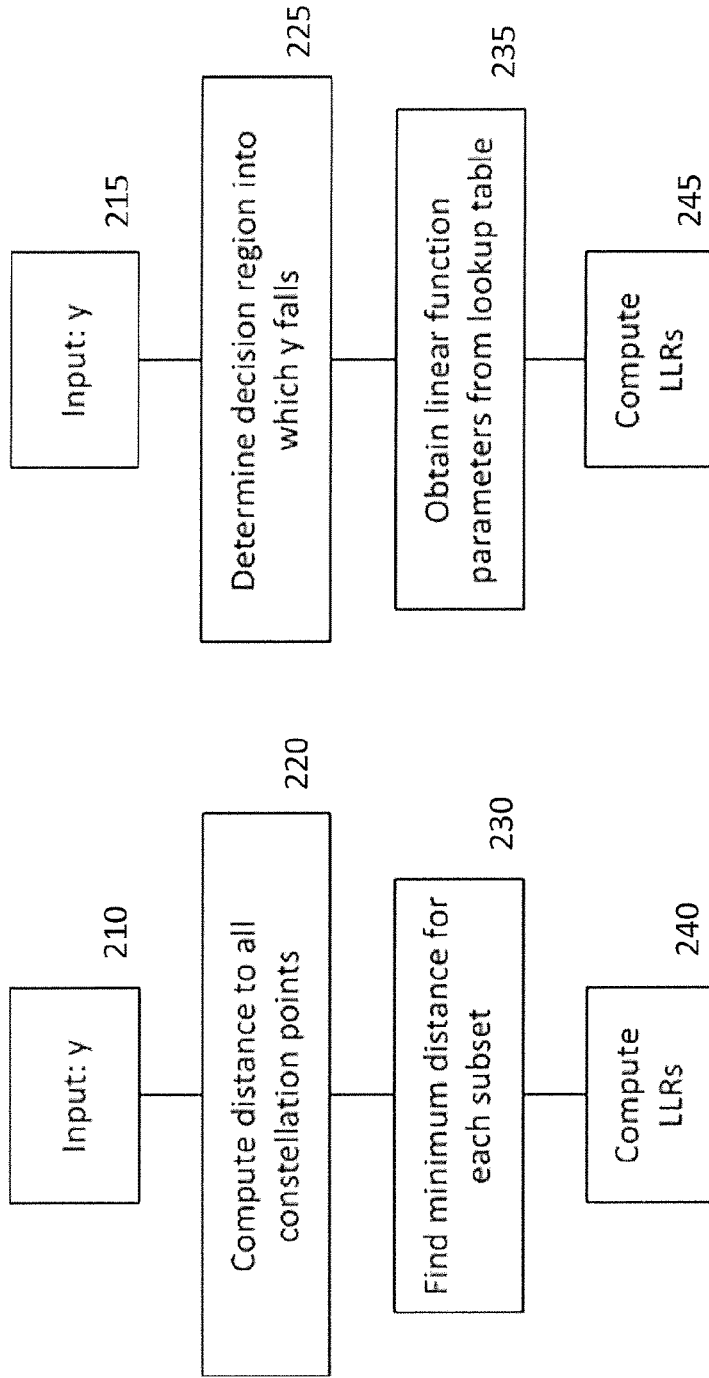 Input: y
210
Compute distance to all
constellation points
220
Find minimum distance for
each subset
230
Compute
LLRs
240
Input: y
215
Determine decision region into
which y falls
225
Obtain linear function
parameters from lookup table
235
Compute
LLRs
245